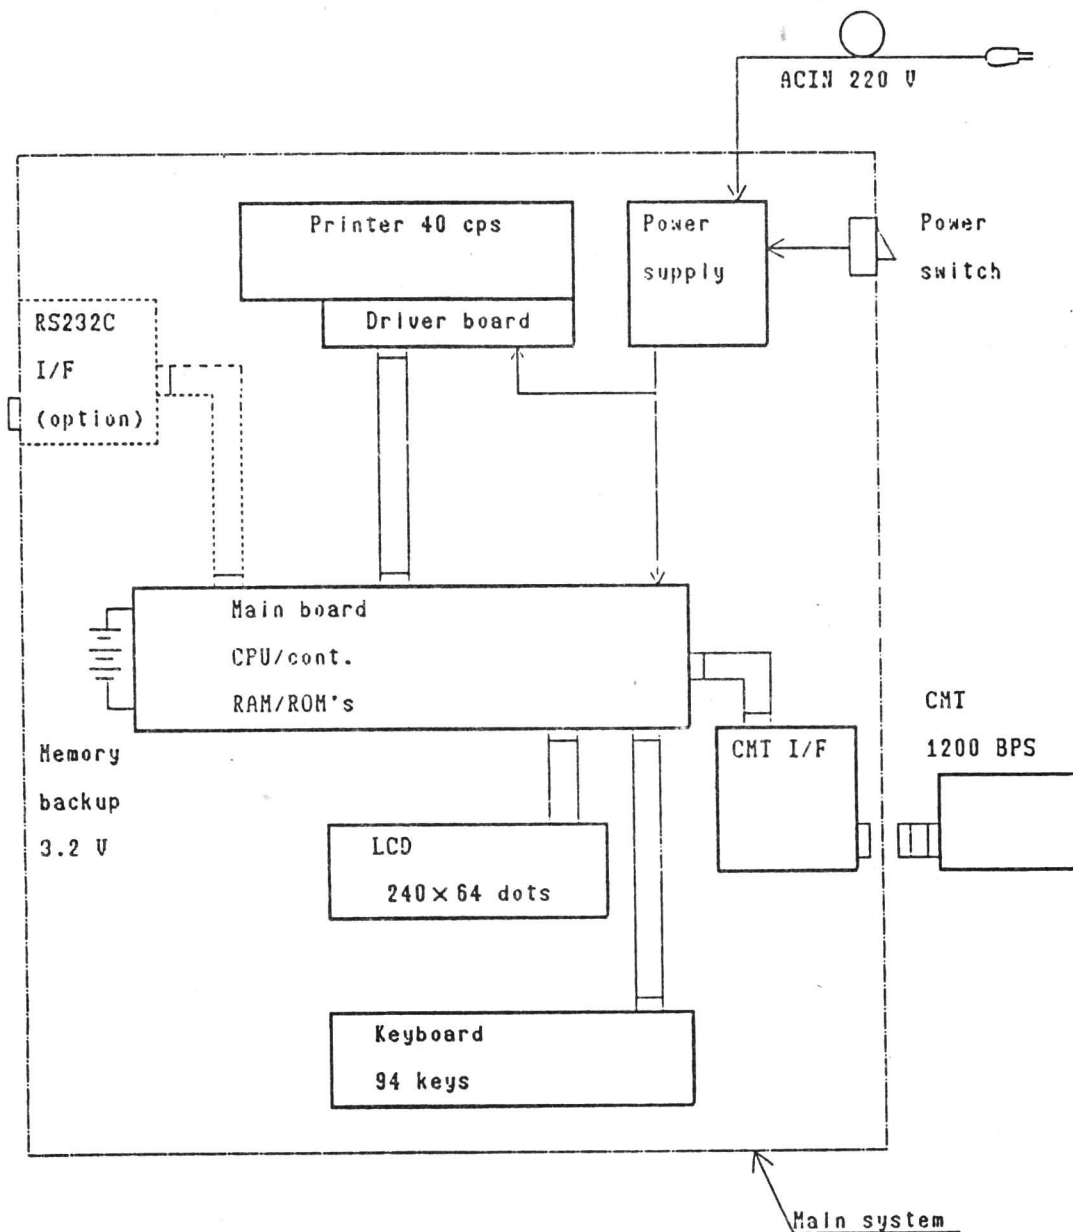 ACIN 220 V
Printer 40 cps
Driver board
Power
supply
Power
switch
RS232C
I/F
(option)
Main board
CPU/cont.
RAM/ROM's
Memory
backup
3.2 V
CMT I/F
CMT
1200 BPS
LCD
240×64 dots
Keyboard
94 keys
Main system